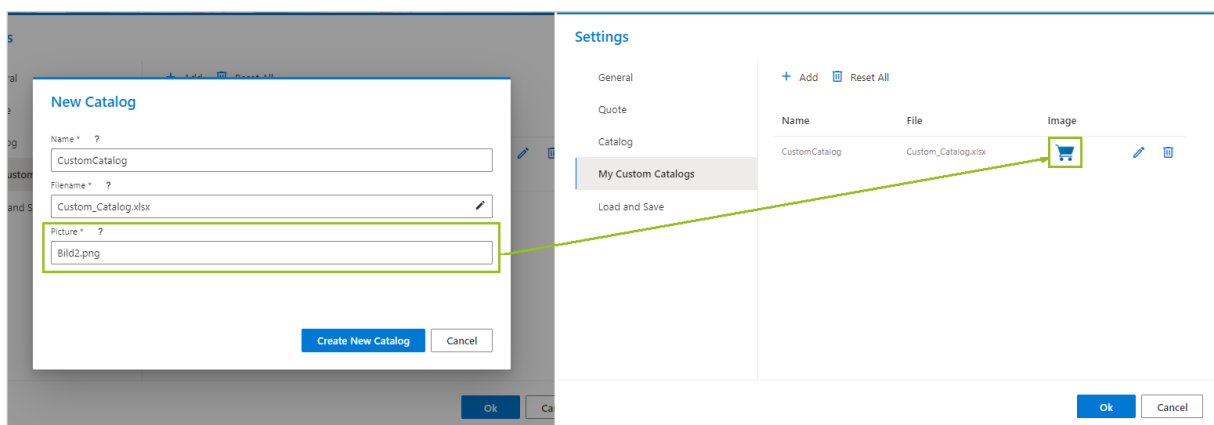 New Catalog
Name * ?
CustomCatalog
Filename * ?
Custom_Catalog.xlsx
Picture * ?
Bild2.png
Create New Catalog Cancel
Ok
Settings
General
Quote
Catalog
My Custom Catalogs
Load and Save
+ Add Reset All
Name File Image
CustomCatalog Custom_Catalog.xlsx
Ok Cancel